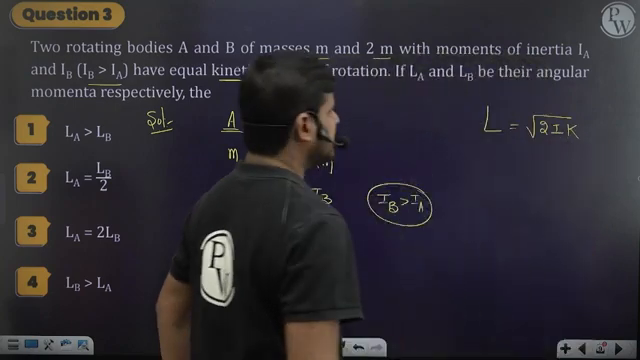 Question 3
PW
Two rotating bodies A and B of masses m and 2 m with moments of inertia I_A
and I_B (I_B > I_A) have equal rotation. If L_A and L_B be their angular
momenta respectively, the
1 L_A > L_B
2 L_A = L_B/2
3 L_A = 2L_B
4 L_B > L_A
Sol-
A
m
I_B
I_B > I_A
L = √2IK
PW